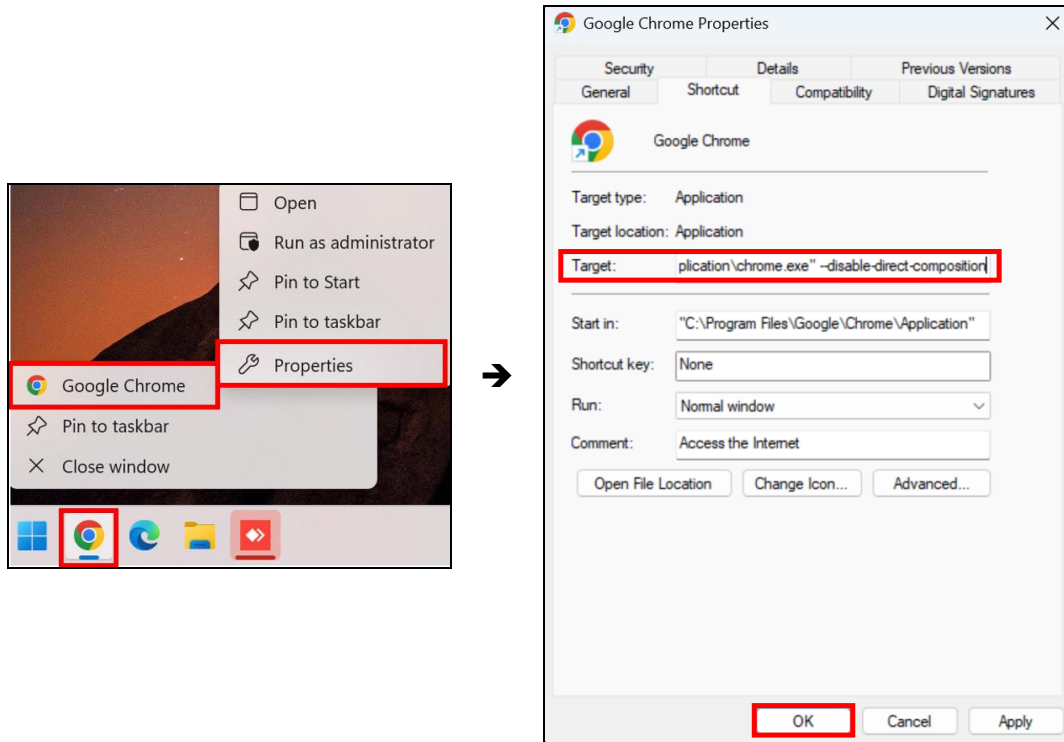 Open
Run as administrator
Pin to Start
Pin to taskbar
Properties
Google Chrome
Pin to taskbar
Close window
Google Chrome Properties
Security Details Previous Versions
General Shortcut Compatibility Digital Signatures
Google Chrome
Target type: Application
Target location: Application
Target: plication\chrome.exe" --disable-direct-composition
Start in: "C:\Program Files\Google\Chrome\Application"
Shortcut key: None
Run: Normal window
Comment: Access the Internet
Open File Location Change Icon... Advanced...
OK Cancel Apply